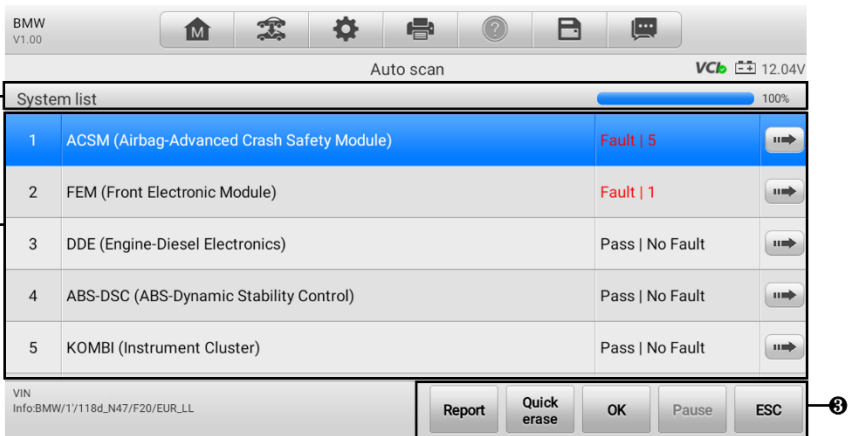 BMW
V1.00
M
?
Auto scan
VCI 12.04V
System list 100%
1 ACSM (Airbag-Advanced Crash Safety Module) Fault | 5
2 FEM (Front Electronic Module) Fault | 1
3 DDE (Engine-Diesel Electronics) Pass | No Fault
4 ABS-DSC (ABS-Dynamic Stability Control) Pass | No Fault
5 KOMBI (Instrument Cluster) Pass | No Fault
VIN
Info:BMW/1'/118d_N47/F20/EUR_LL
Report
Quick
erase
OK
Pause
ESC
❸